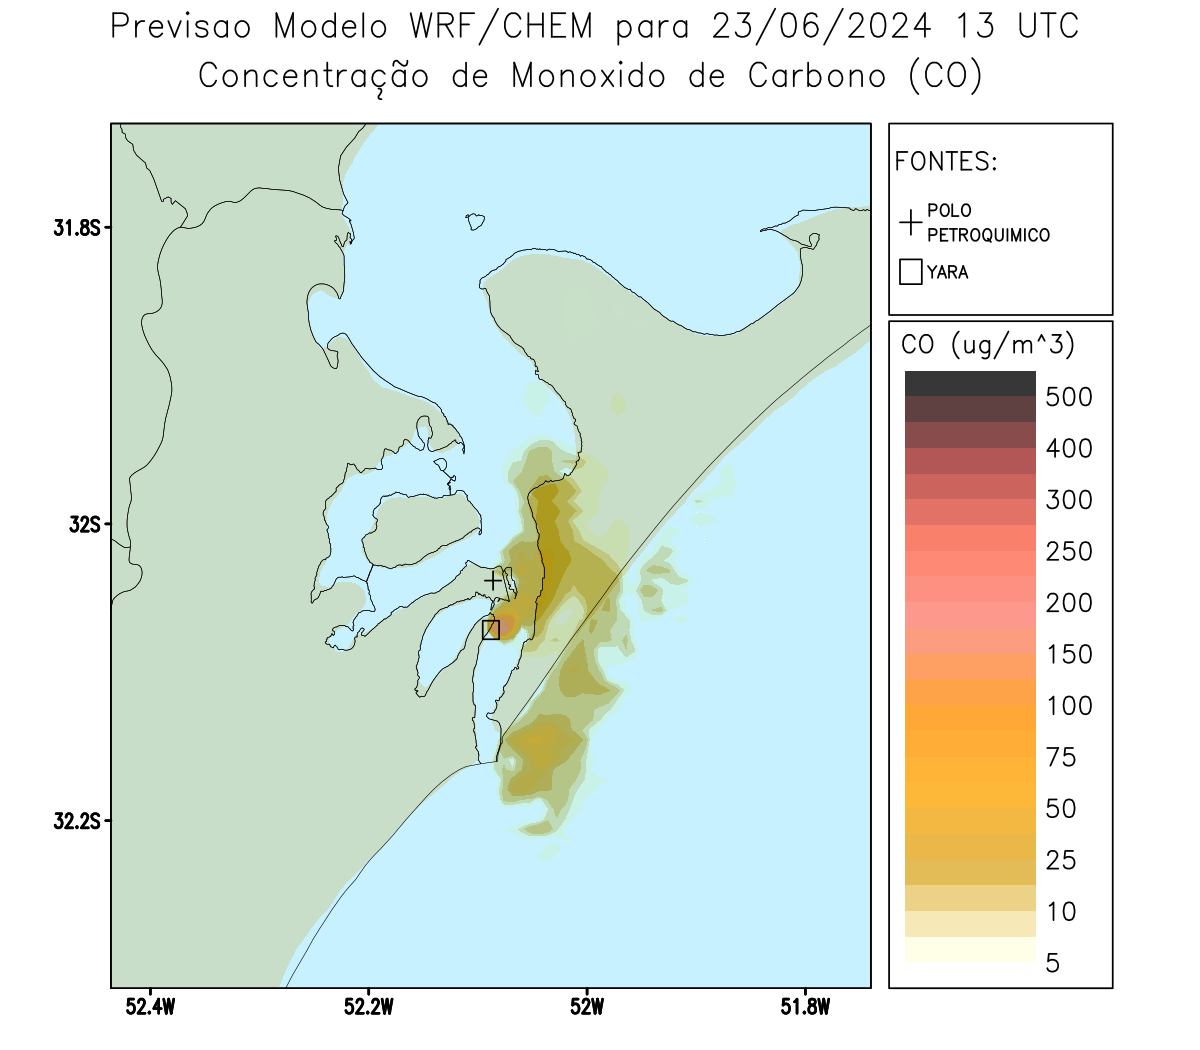 Previsao Modelo WRF/CHEM para 23/06/2024 13 UTC
Concentração de Monoxido de Carbono (CO)
FONTES:
POLO
PETROQUIMICO
YARA
CO (ug/m^3)
500
400
300
250
200
150
100
75
50
25
10
5
31.8S
32S
32.2S
52.4W
52.2W
52W
51.8W